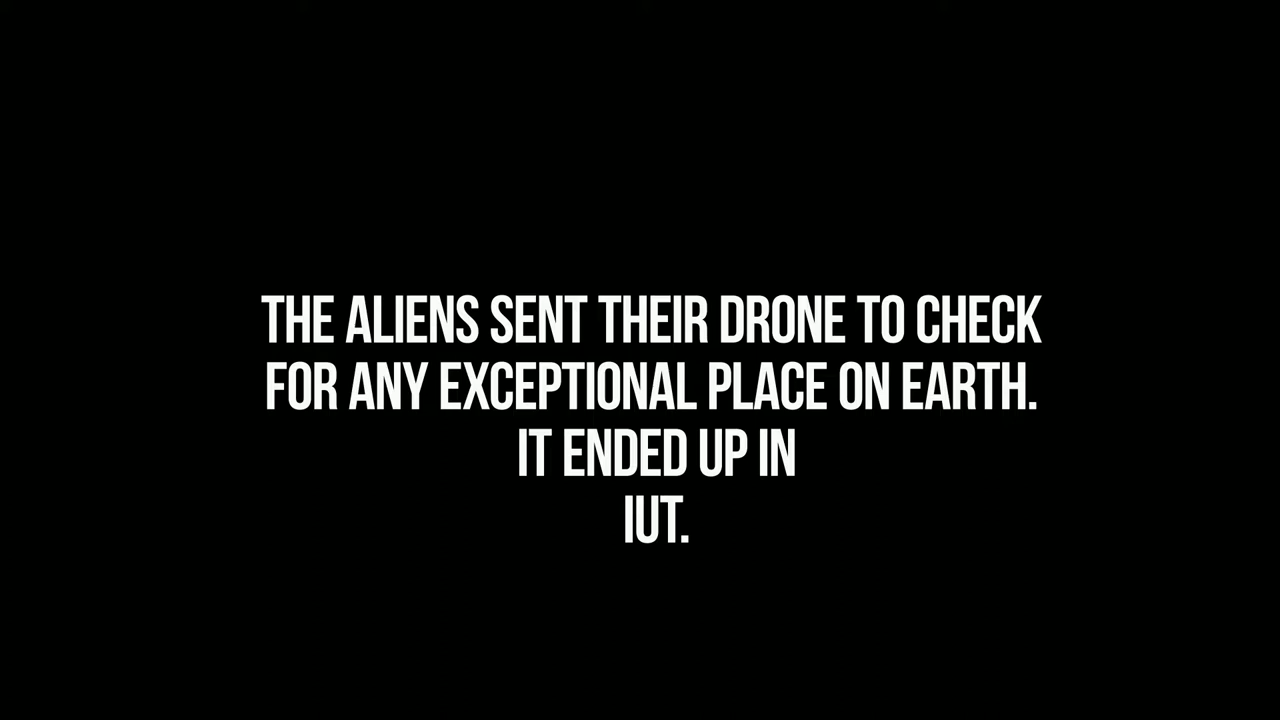 THE ALIENS SENT THEIR DRONE TO CHECK
FOR ANY EXCEPTIONAL PLACE ON EARTH.
IT ENDED UP IN
IUT.